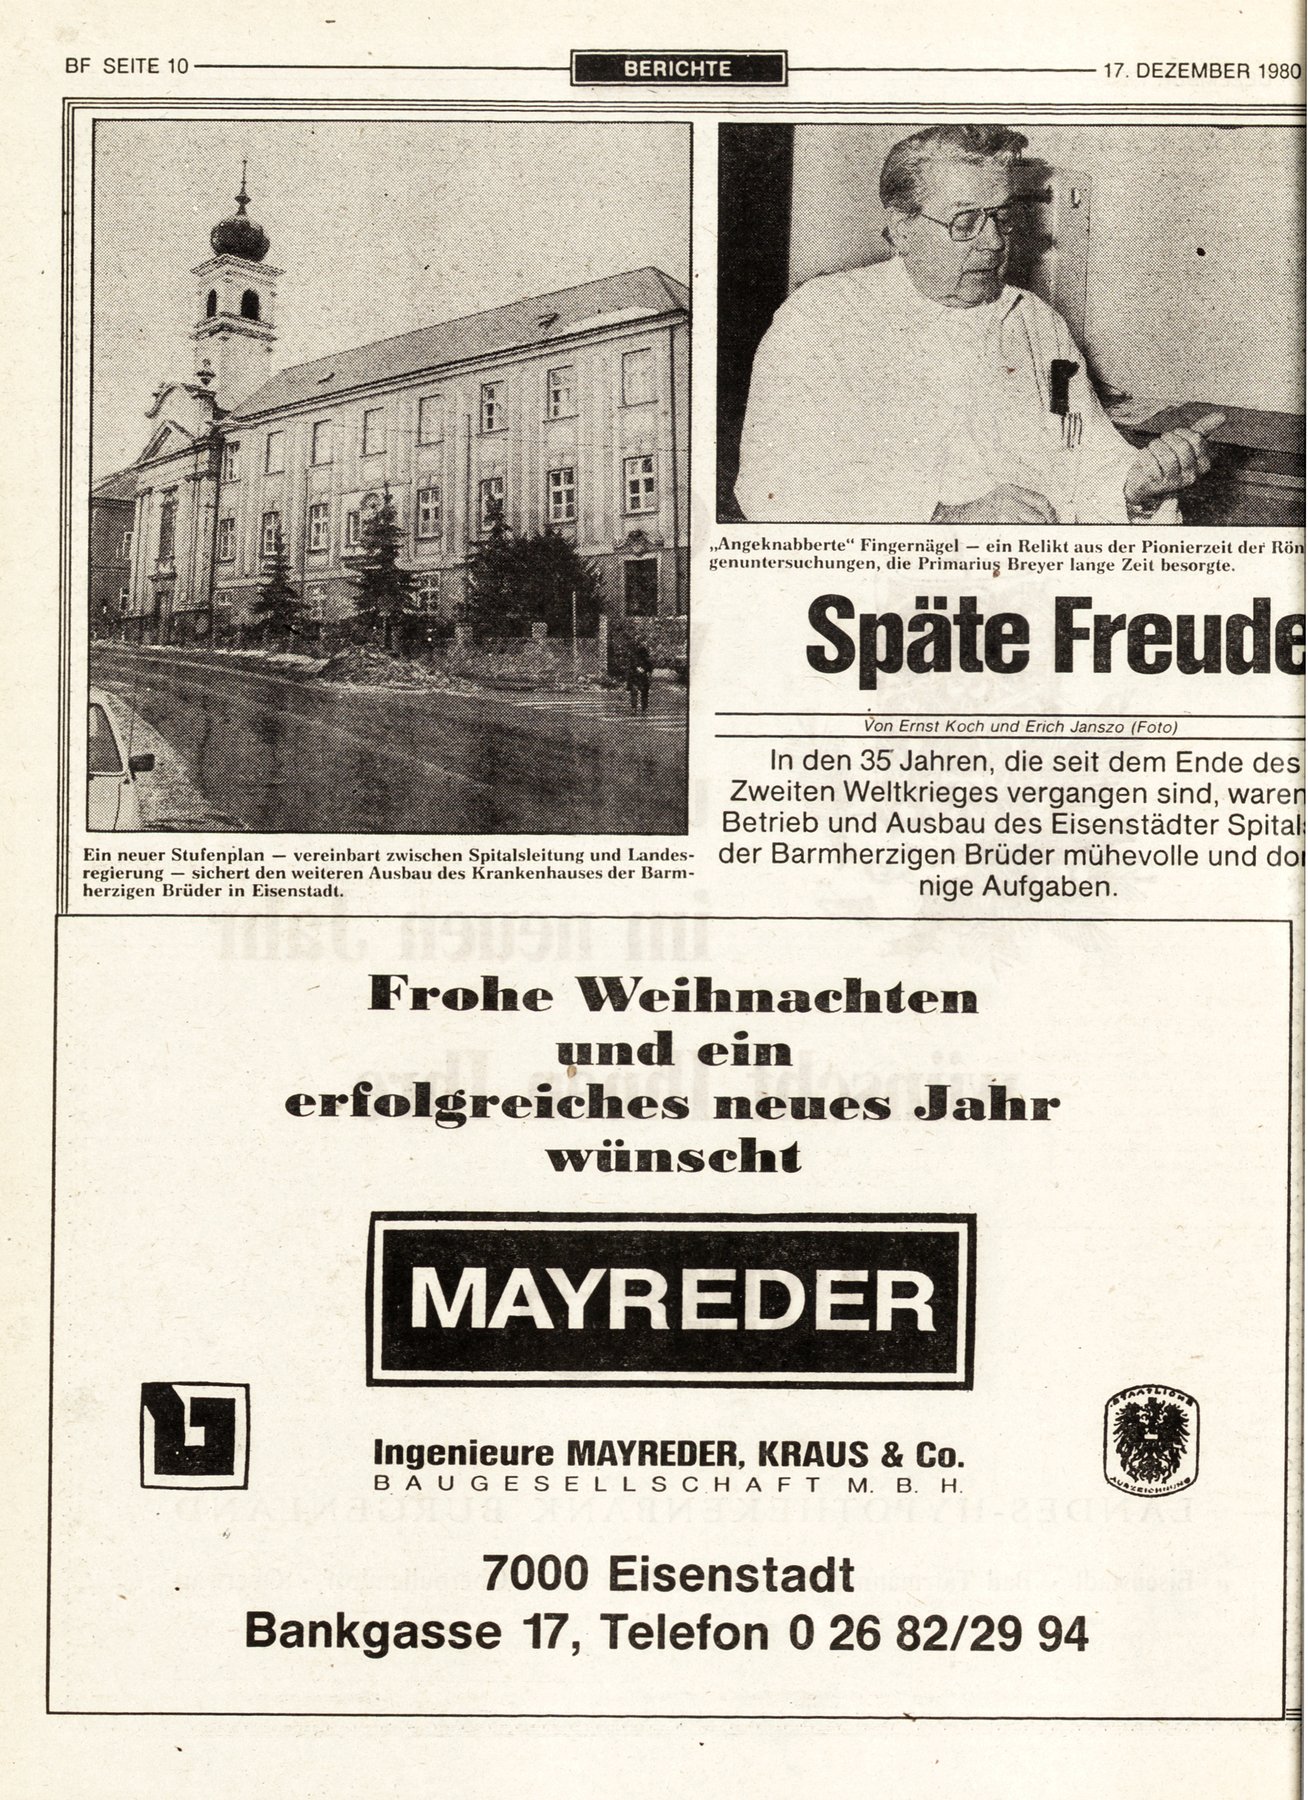 BF SEITE 10
BERICHTE
17. DEZEMBER 1980
Ein neuer Stufenplan — vereinbart zwischen Spitalsleitung und Landes-
regierung — sichert den weiteren Ausbau des Krankenhauses der Barm-
herzigen Brüder in Eisenstadt.
„Angeknabberte“ Fingernägel — ein Relikt aus der Pionierzeit der Rön
genuntersuchungen, die Primarius Breyer lange Zeit besorgte.
Späte Freude
Von Ernst Koch und Erich Janszo (Foto)
In den 35 Jahren, die seit dem Ende des
Zweiten Weltkrieges vergangen sind, waren
Betrieb und Ausbau des Eisenstädter Spitals
der Barmherzigen Brüder mühevolle und dor
nige Aufgaben.
Frohe Weihnachten
und ein
erfolgreiches neues Jahr
wünscht
MAYREDER
STAATLICHE
AUSZEICHNUNG
Ingenieure MAYREDER, KRAUS & Co.
BAUGESELLSCHAFT M. B. H.
7000 Eisenstadt
Bankgasse 17, Telefon 0 26 82/29 94